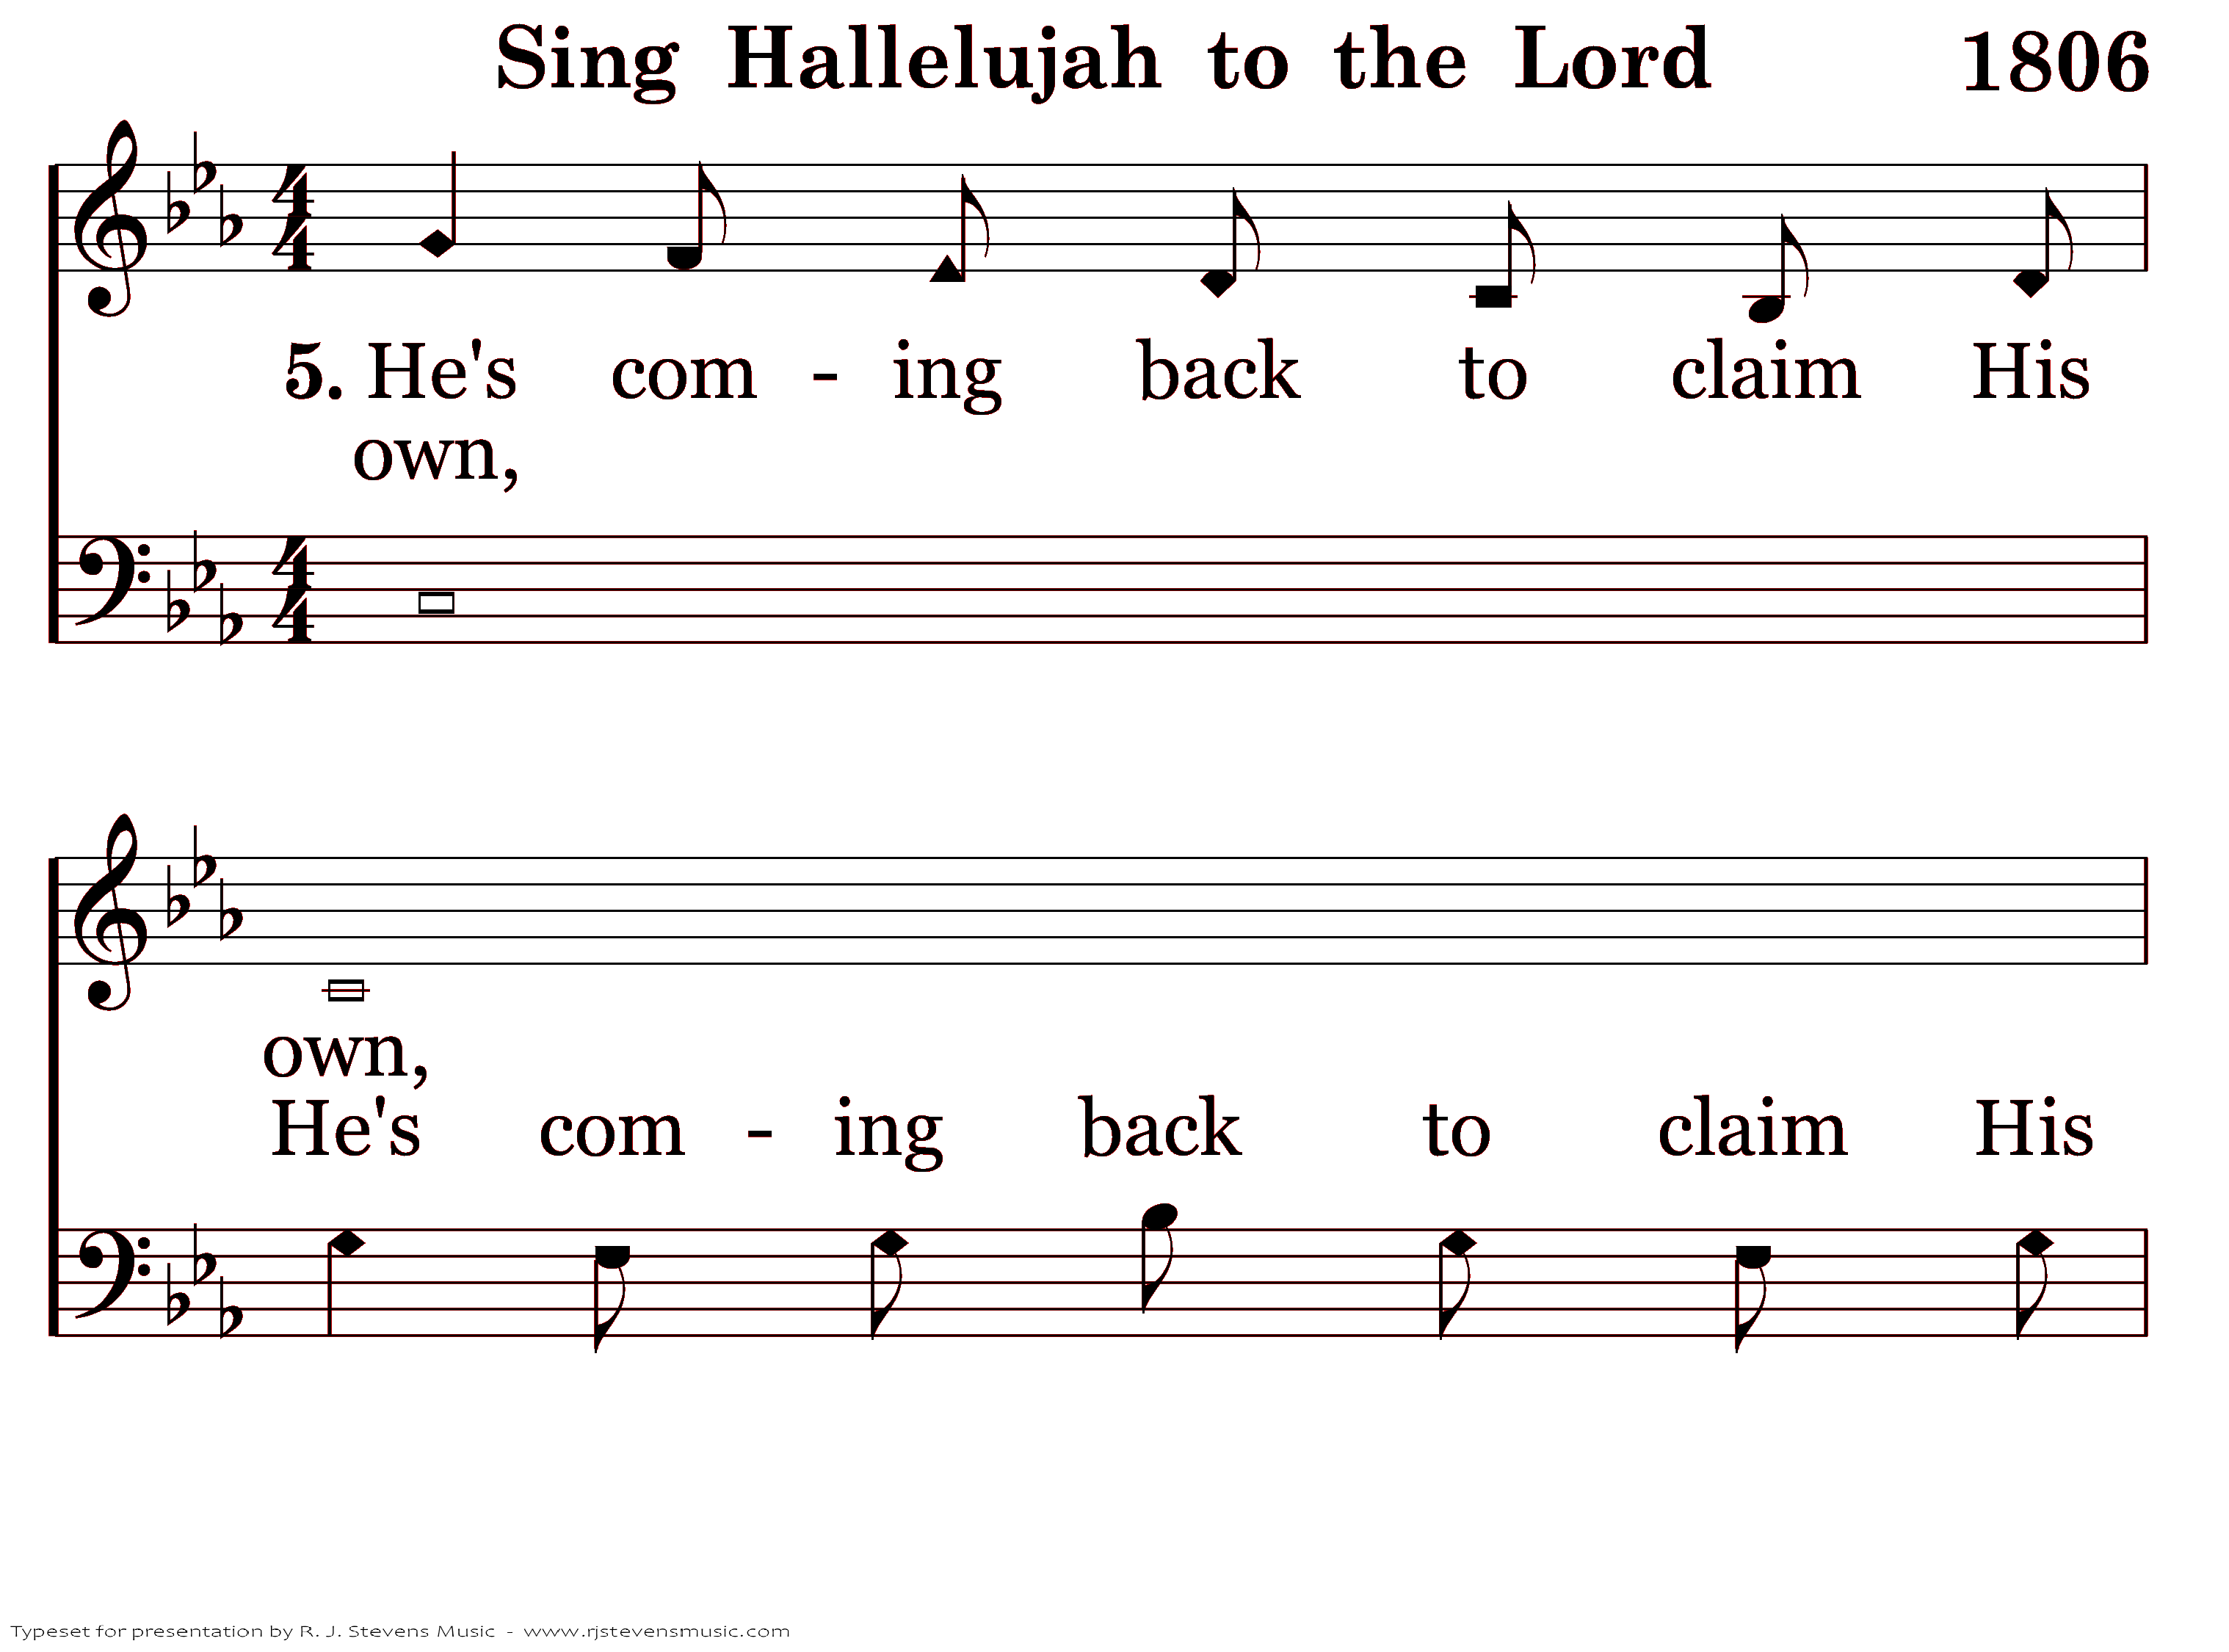 Sing Hallelujah to the Lord 1806
5. He's com - ing back to claim His
own,
own,
He's com - ing back to claim His
Typeset for presentation by R. J. Stevens Music - www.rjstevensmusic.com